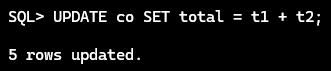 SQL> UPDATE co SET total = t1 + t2;
5 rows updated.